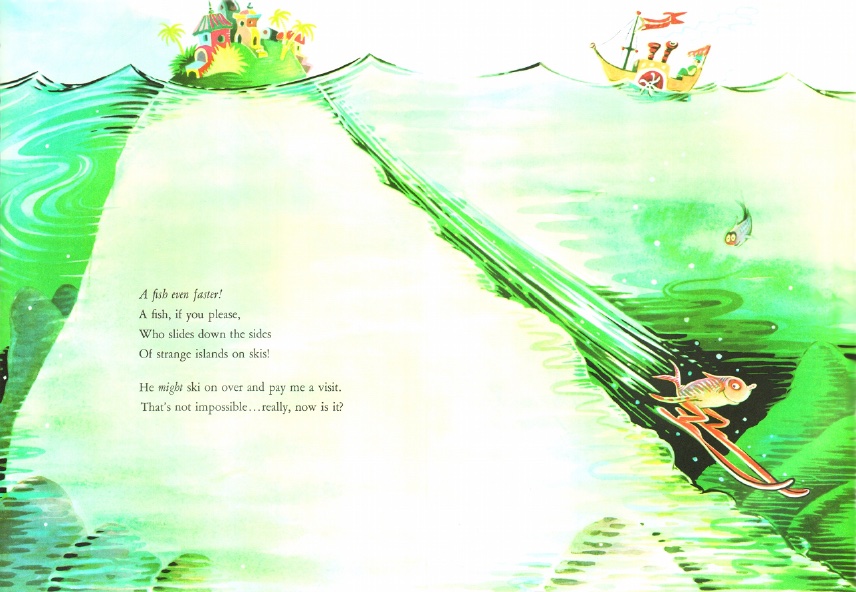 A fish even faster!
A fish, if you please,
Who slides down the sides
Of strange islands on skis!
He might ski on over and pay me a visit.
That's not impossible...really, now is it?